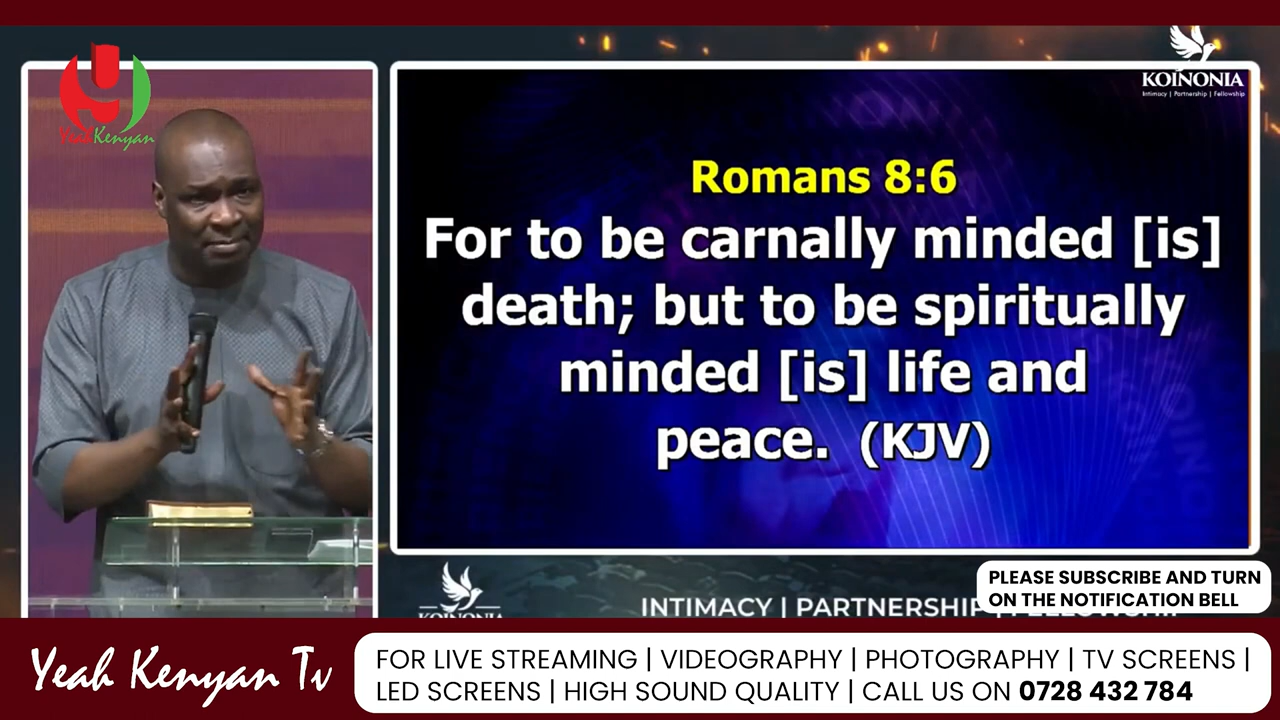 YeahKenyan
KOINONIA
Intimacy | Partnership | Fellowship
Romans 8:6
For to be carnally minded [is]
death; but to be spiritually
minded [is] life and
peace. (KJV)
PLEASE SUBSCRIBE AND TURN
ON THE NOTIFICATION BELL
KOINONIA
INTIMACY | PARTNERSHIP | FELLOWSHIP
Yeah Kenyan Tv
FOR LIVE STREAMING | VIDEOGRAPHY | PHOTOGRAPHY | TV SCREENS |
LED SCREENS | HIGH SOUND QUALITY | CALL US ON 0728 432 784